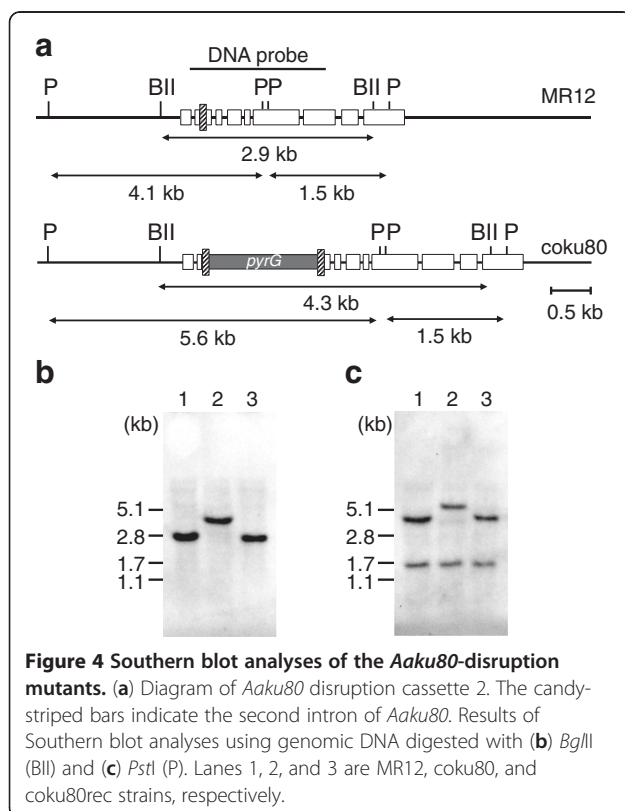 a
DNA probe
P BII PP BII P MR12
2.9 kb
4.1 kb 1.5 kb
P BII PP BII P coku80
pyrG
4.3 kb 0.5 kb
5.6 kb 1.5 kb
b c
1 2 3 1 2 3
(kb) (kb)
5.1 5.1
2.8 2.8
1.7 1.7
1.1 1.1
Figure 4 Southern blot analyses of the Aaku80-disruption
mutants. (a) Diagram of Aaku80 disruption cassette 2. The candy-
striped bars indicate the second intron of Aaku80. Results of
Southern blot analyses using genomic DNA digested with (b) BglII
(BII) and (c) PstI (P). Lanes 1, 2, and 3 are MR12, coku80, and
coku80rec strains, respectively.